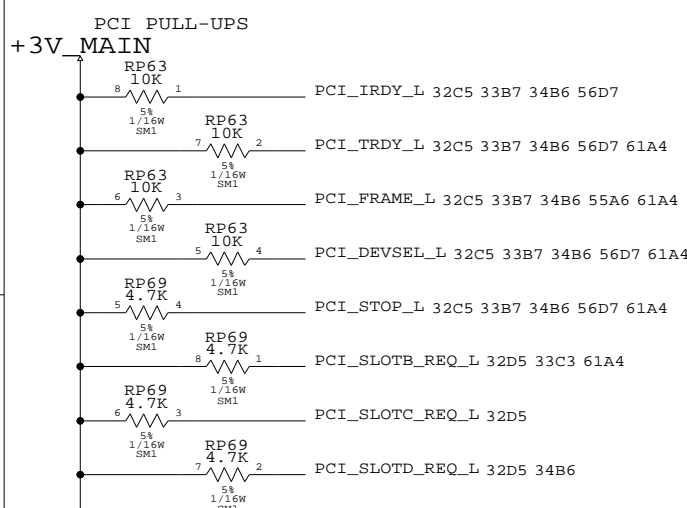 PCI PULL-UPS
+3V_MAIN
RP63
10K
8 1 PCI_IRDY_L 32C5 33B7 34B6 56D7
5%
1/16W
SM1
RP63
10K
7 2 PCI_TRDY_L 32C5 33B7 34B6 56D7 61A4
5%
1/16W
SM1
RP63
10K
6 3 PCI_FRAME_L 32C5 33B7 34B6 55A6 61A4
5%
1/16W
SM1
RP63
10K
5 4 PCI_DEVSEL_L 32C5 33B7 34B6 56D7 61A4
5%
1/16W
SM1
RP69
4.7K
5 4 PCI_STOP_L 32C5 33B7 34B6 56D7 61A4
5%
1/16W
SM1
RP69
4.7K
8 1 PCI_SLOTB_REQ_L 32D5 33C3 61A4
5%
1/16W
SM1
RP69
4.7K
6 3 PCI_SLOTC_REQ_L 32D5
5%
1/16W
SM1
RP69
4.7K
7 2 PCI_SLOTD_REQ_L 32D5 34B6
5%
1/16W
SM1